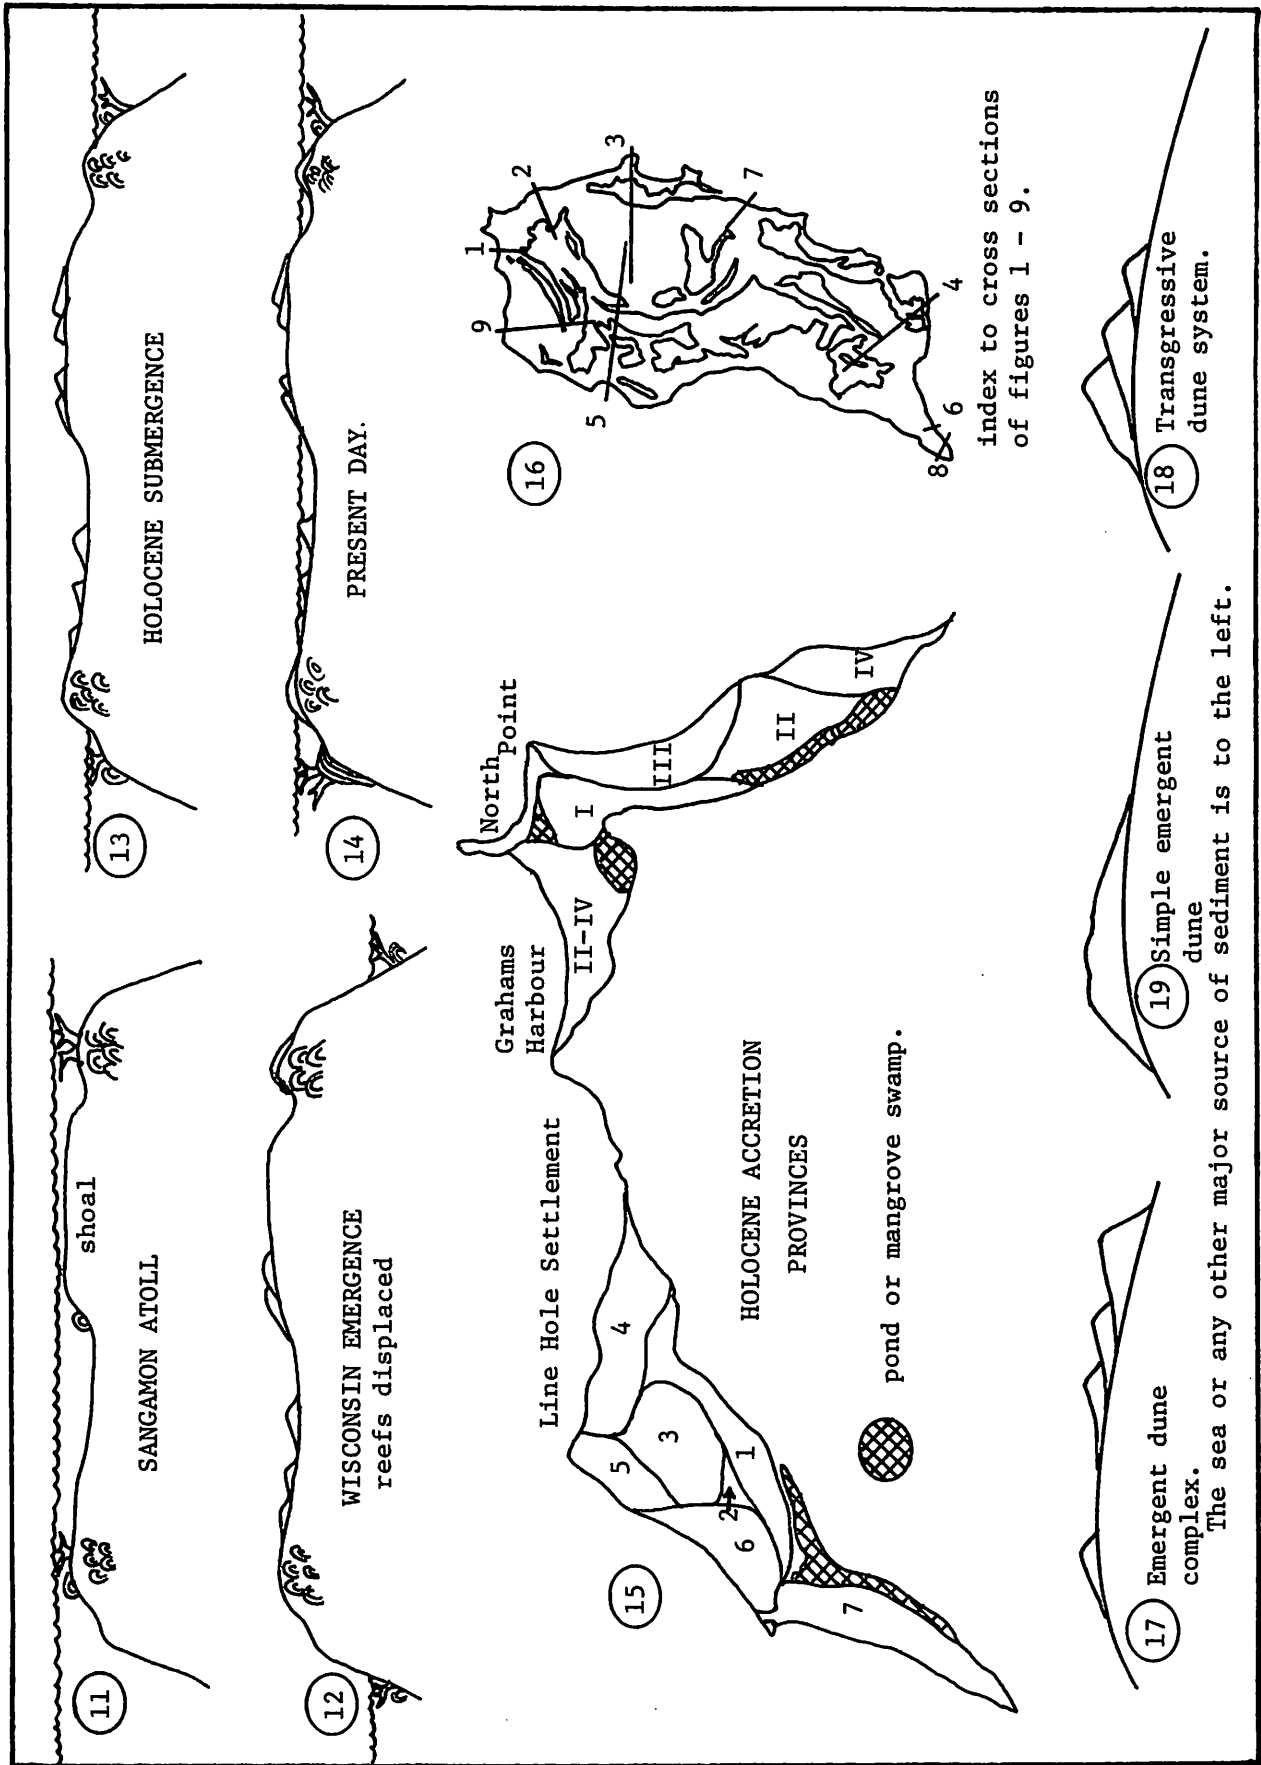 11
shoal
SANGAMON ATOLL
13
HOLOCENE SUBMERGENCE
12
WISCONSIN EMERGENCE
reefs displaced
14
PRESENT DAY.
15
Line Hole Settlement
Grahams
Harbour
North
Point
1
2
3
4
5
6
7
I
II
III
IV
II-IV
HOLOCENE ACCRETION
PROVINCES
pond or mangrove swamp.
16
1
2
3
4
5
6
7
8
9
index to cross sections
of figures 1 - 9.
17 Emergent dune
complex.
19 Simple emergent
dune
18 Transgressive
dune system.
The sea or any other major source of sediment is to the left.